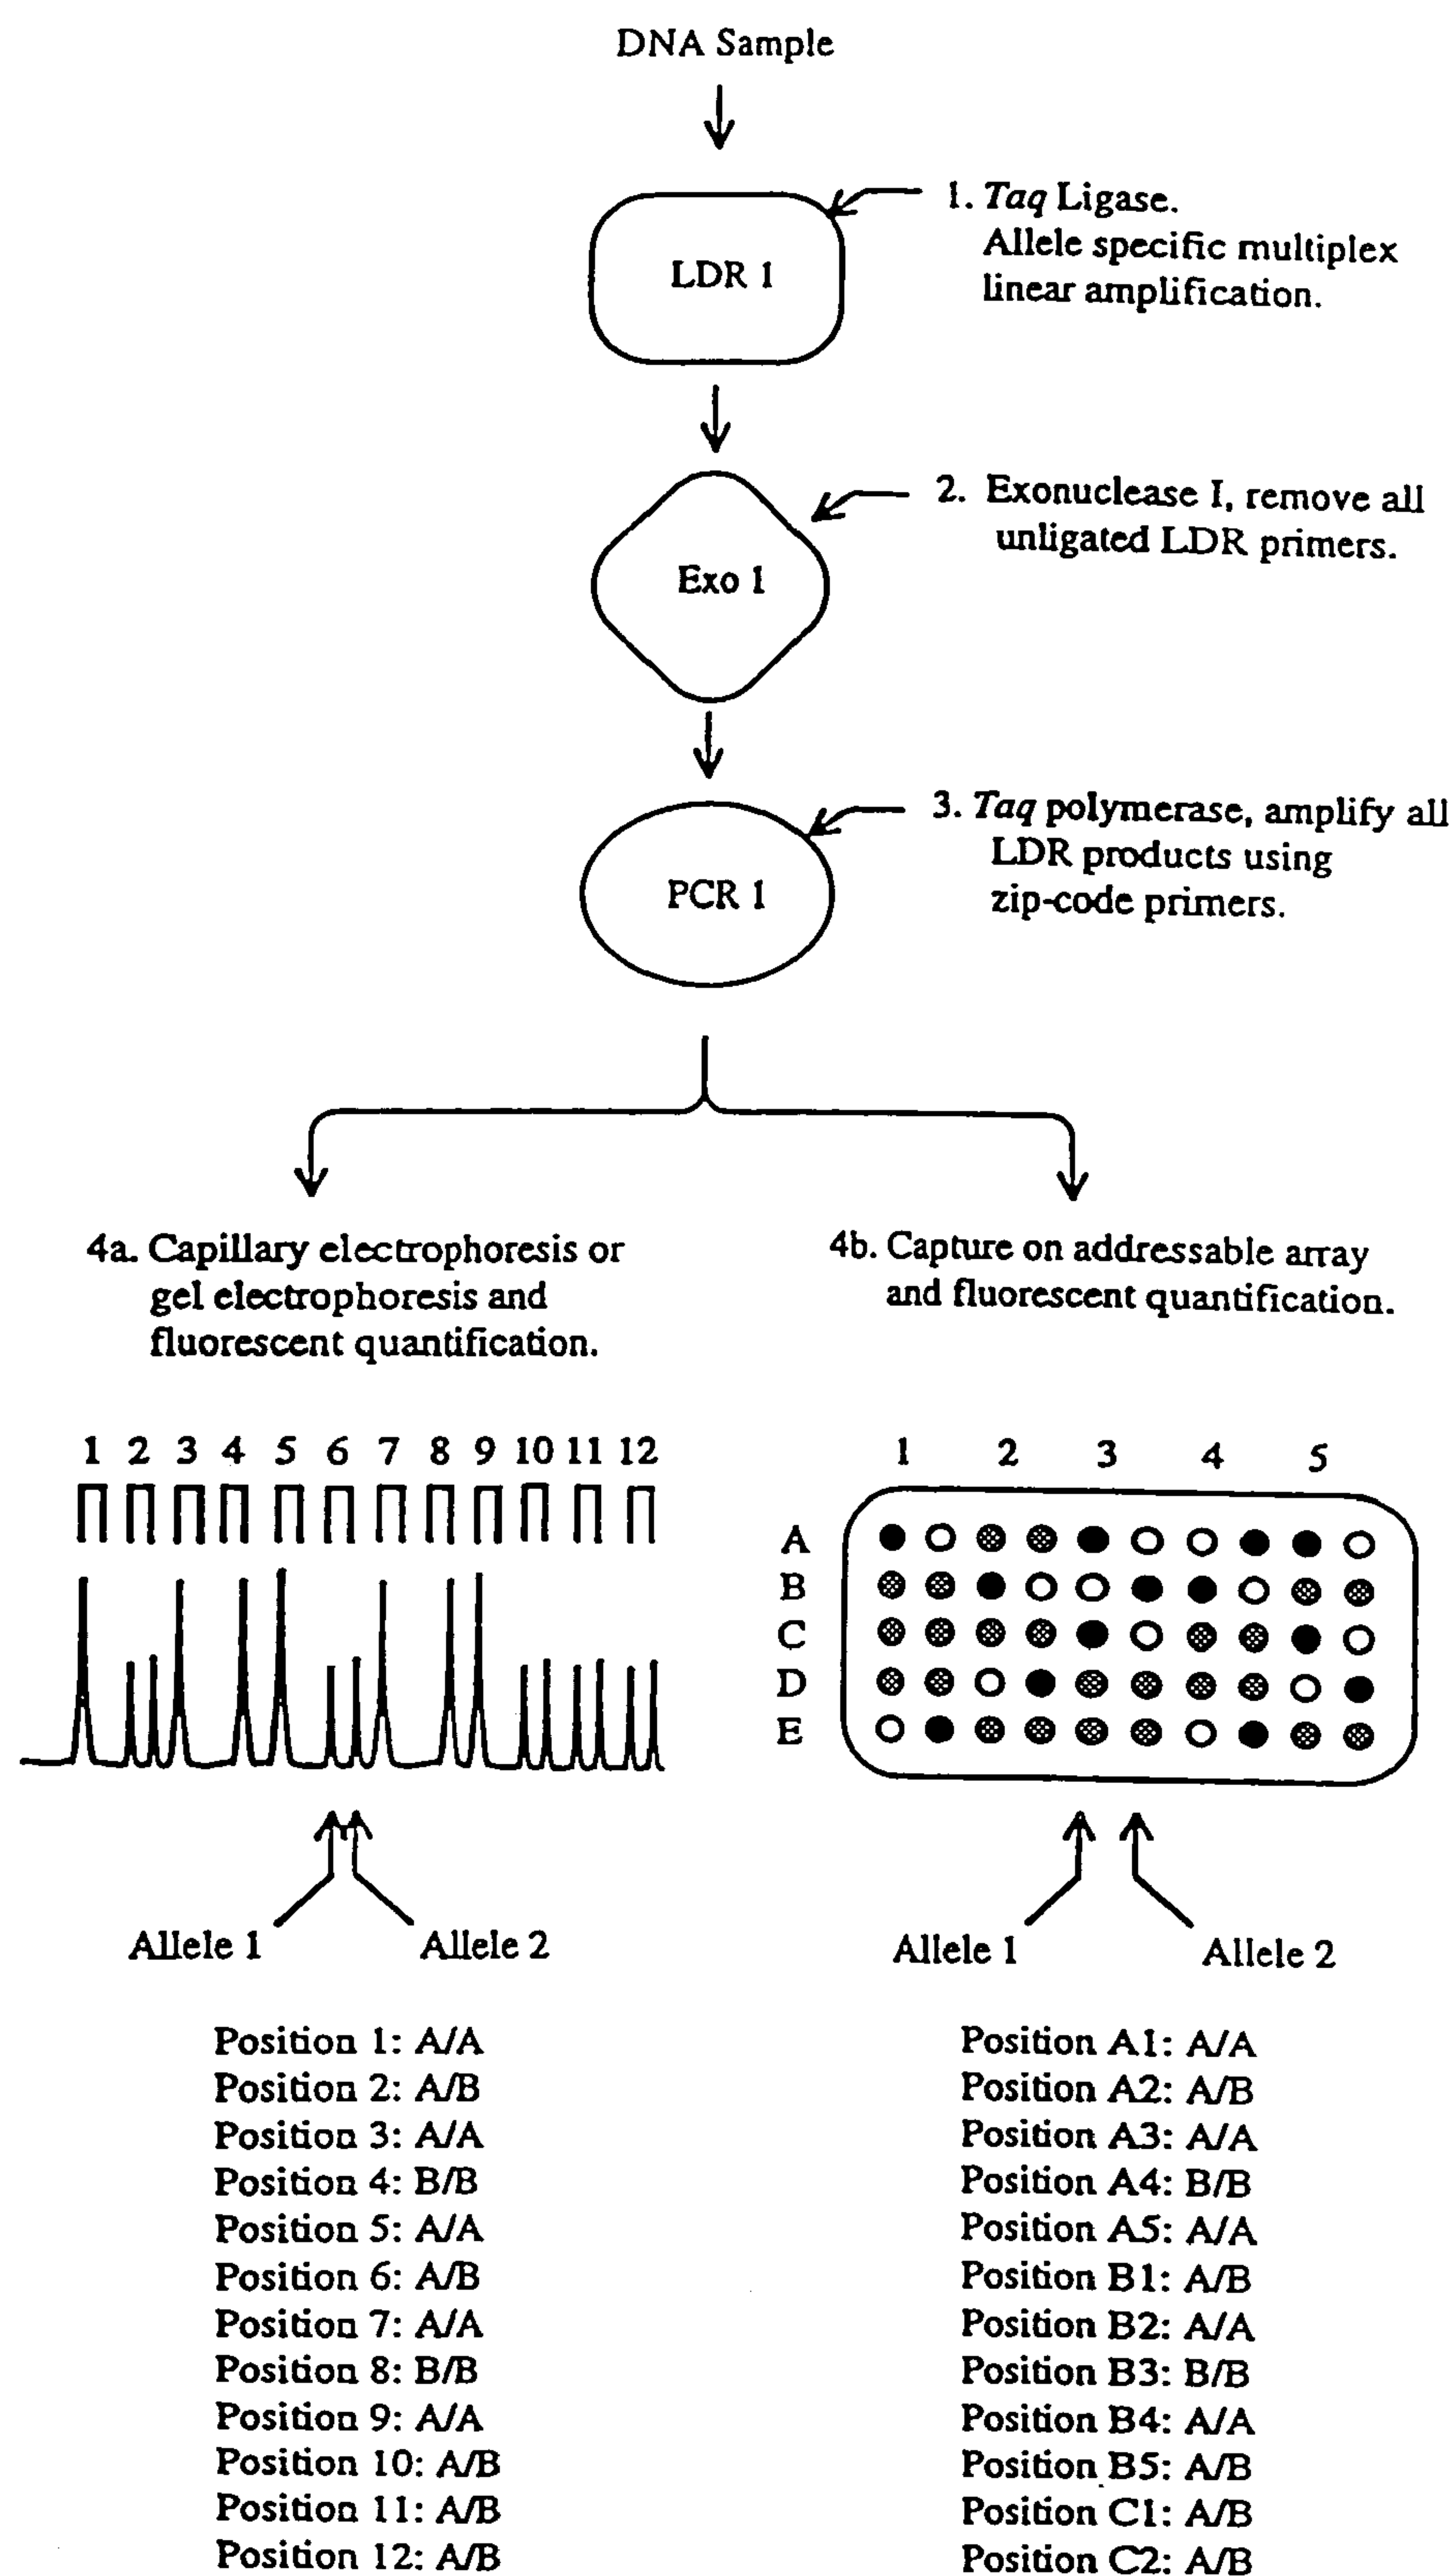 DNA Sample
LDR 1
1. Taq Ligase.
Allele specific multiplex
linear amplification.
Exo 1
2. Exonuclease I, remove all
unligated LDR primers.
PCR 1
3. Taq polymerase, amplify all
LDR products using
zip-code primers.
4a. Capillary electrophoresis or
gel electrophoresis and
fluorescent quantification.
1 2 3 4 5 6 7 8 9 10 11 12
Allele 1
Allele 2
Position 1: A/A
Position 2: A/B
Position 3: A/A
Position 4: B/B
Position 5: A/A
Position 6: A/B
Position 7: A/A
Position 8: B/B
Position 9: A/A
Position 10: A/B
Position 11: A/B
Position 12: A/B
4b. Capture on addressable array
and fluorescent quantification.
1 2 3 4 5
A
B
C
D
E
Allele 1
Allele 2
Position A1: A/A
Position A2: A/B
Position A3: A/A
Position A4: B/B
Position A5: A/A
Position B1: A/B
Position B2: A/A
Position B3: B/B
Position B4: A/A
Position B5: A/B
Position C1: A/B
Position C2: A/B